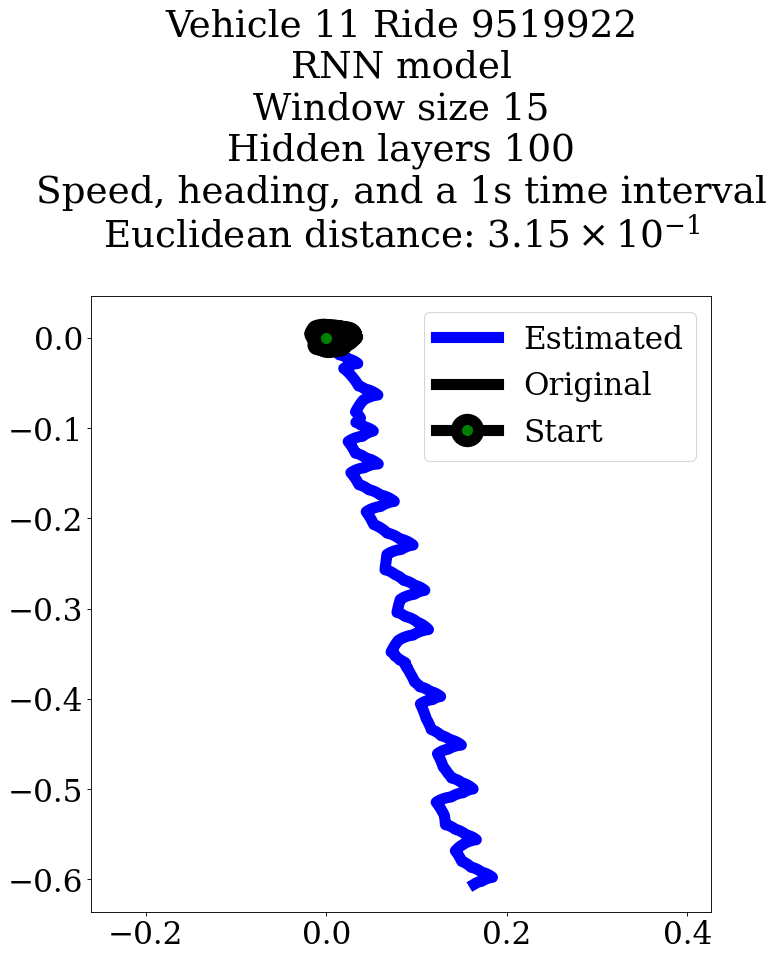 Vehicle 11 Ride 9519922
RNN model
Window size 15
Hidden layers 100
Speed, heading, and a 1s time interval
Euclidean distance: 3.15 × 10⁻¹
Estimated
Original
Start
0.0
−0.1
−0.2
−0.3
−0.4
−0.5
−0.6
−0.2 0.0 0.2 0.4